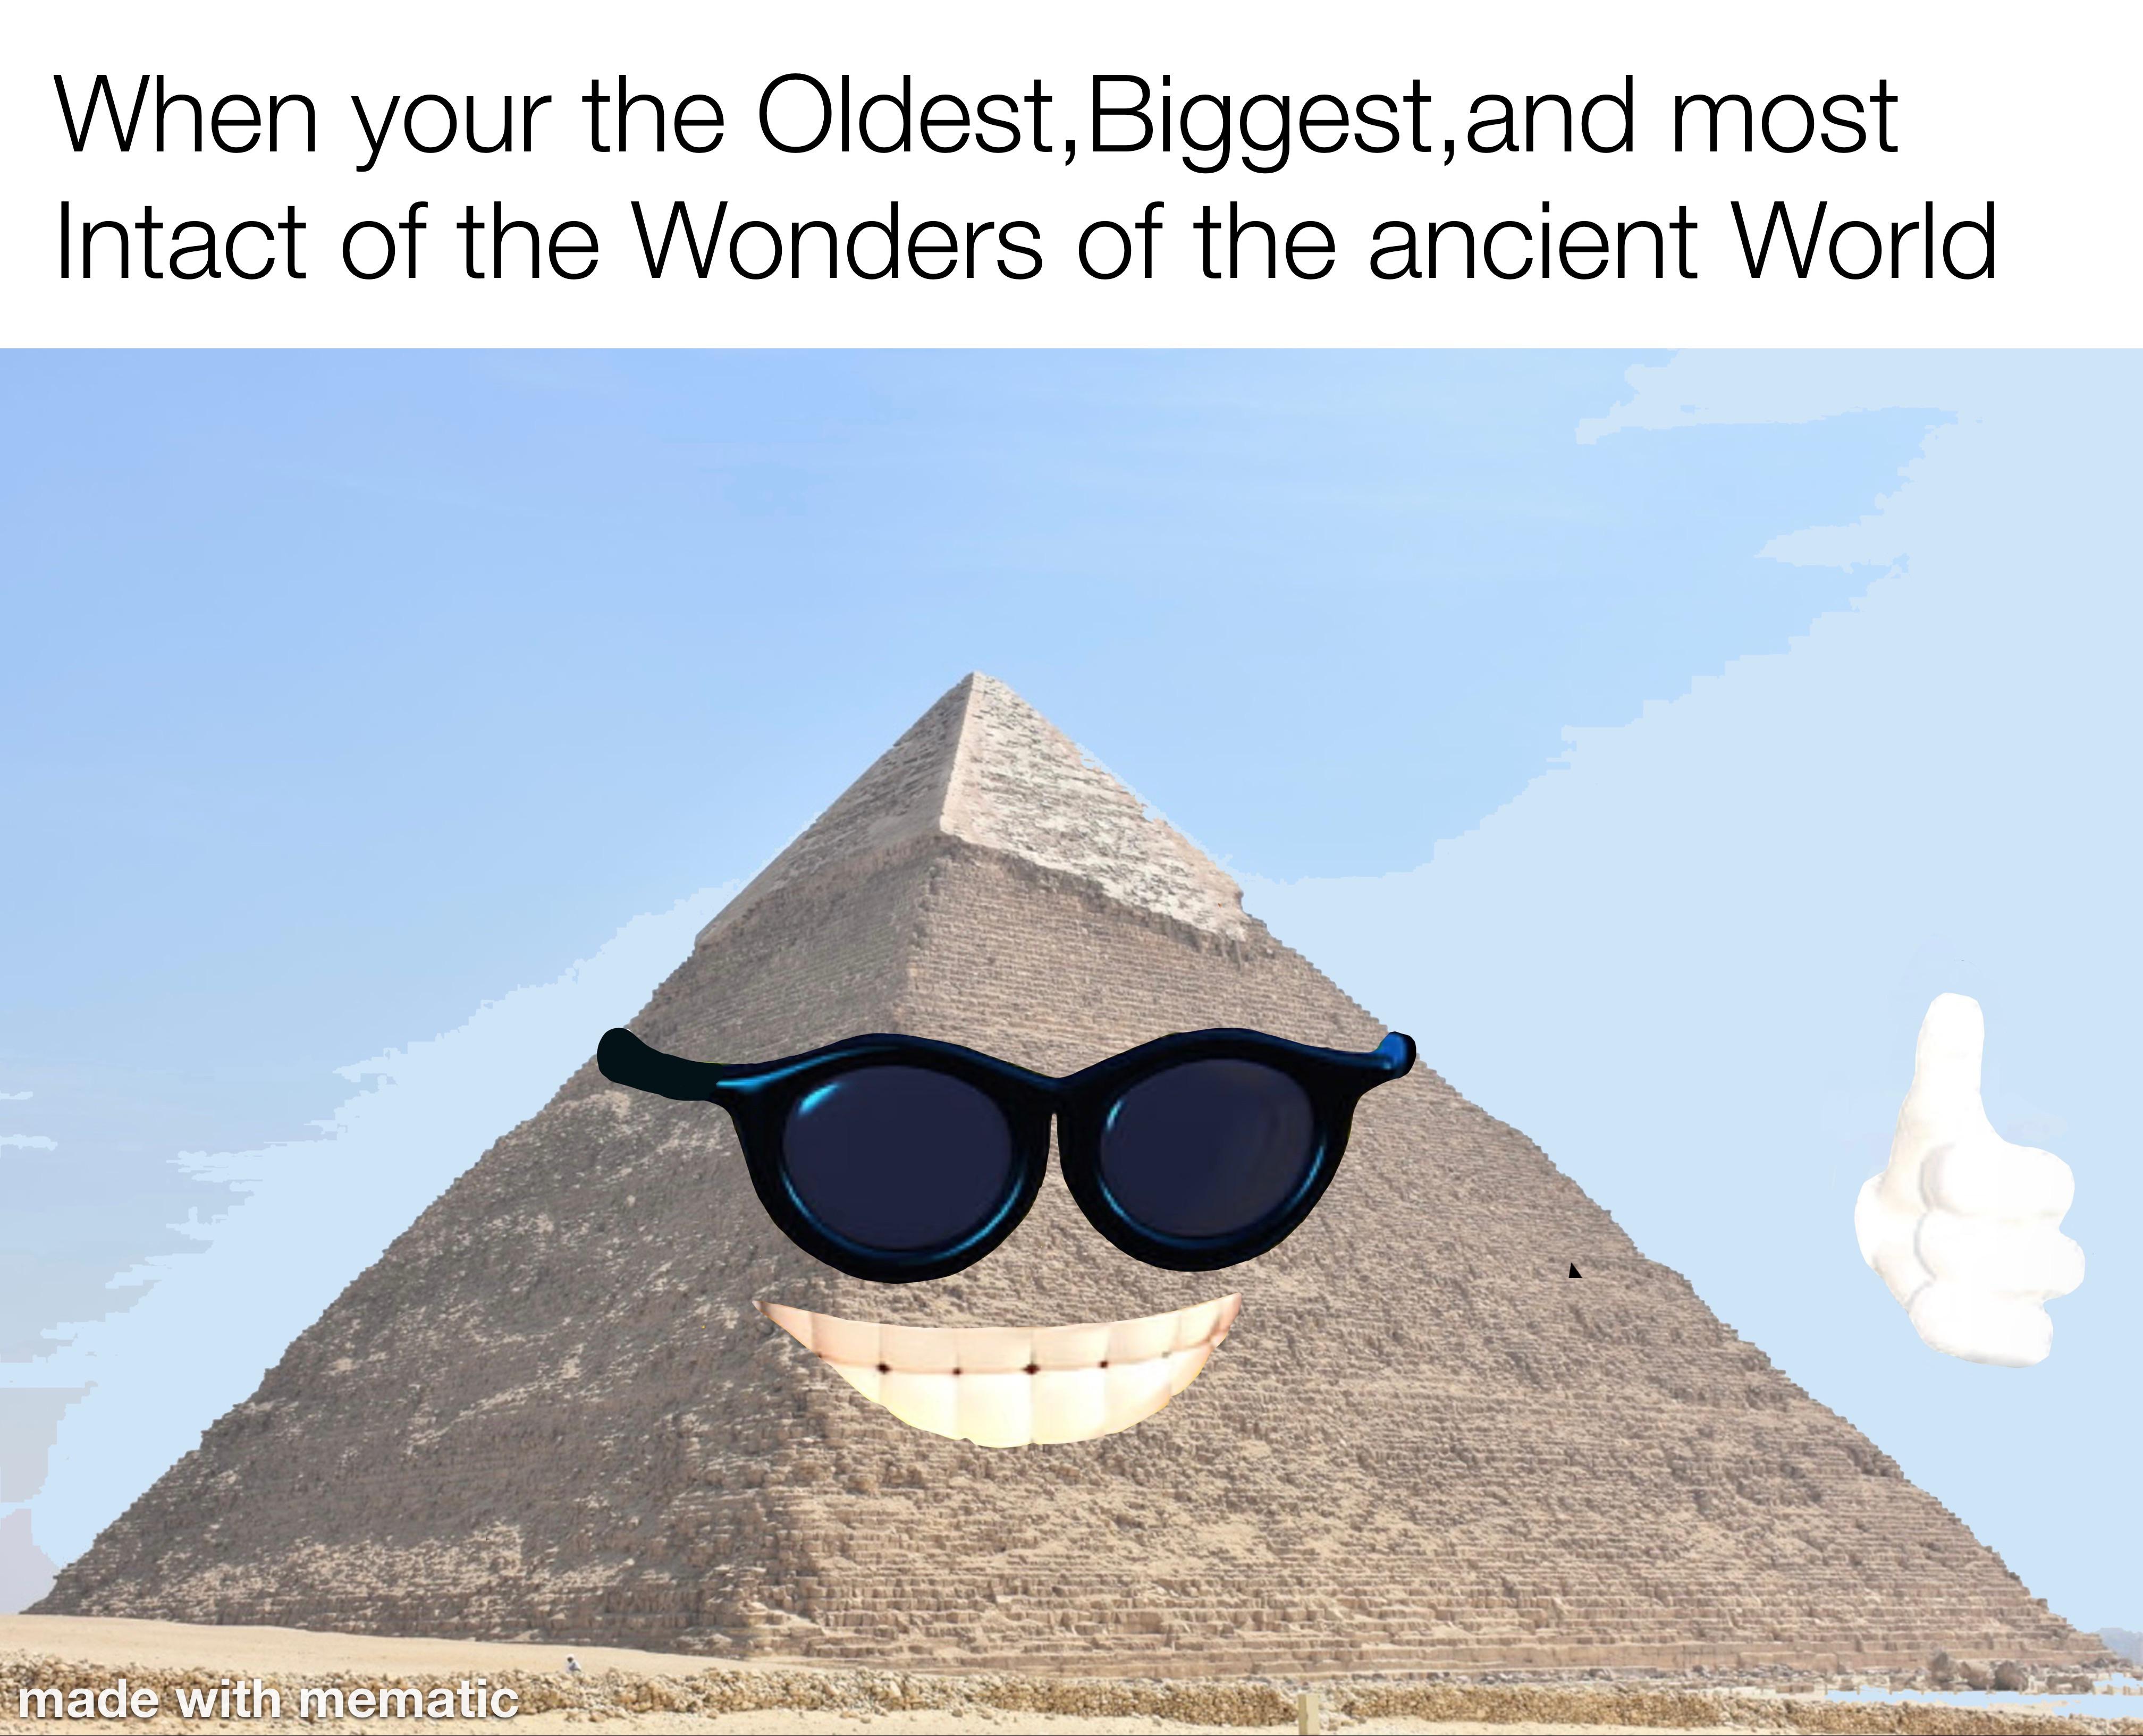 When your the Oldest,Biggest,and most
Intact of the Wonders of the ancient World
made with mematic